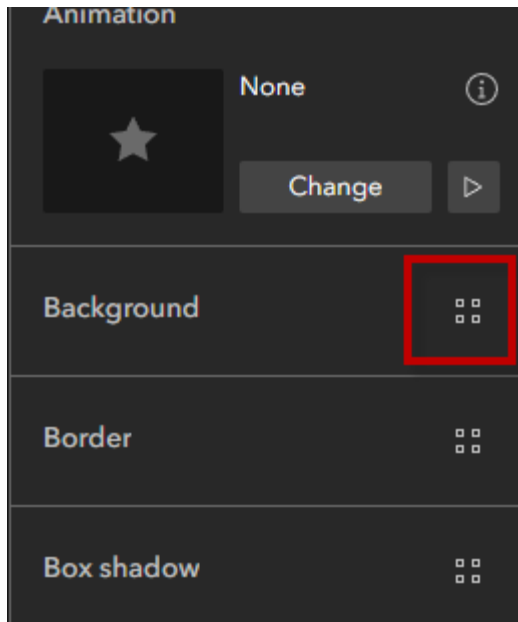 Animation
None
Change
Background
Border
Box shadow